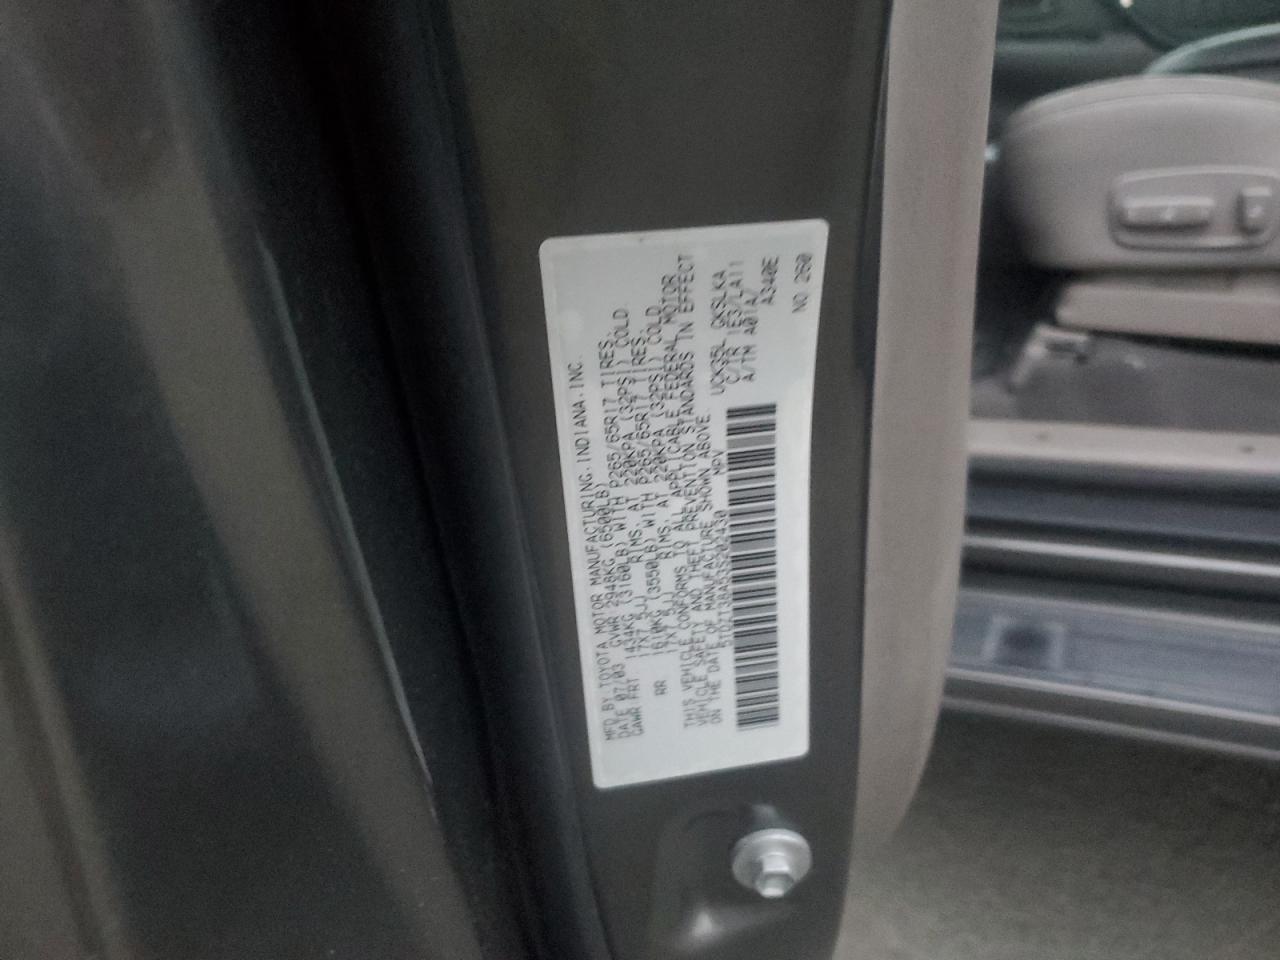 MFD BY TOYOTA MOTOR MANUFACTURING, INDIANA, INC.
DATE 07/03 GVWR 2948KG (6500LB)
GAWR FRT 1434KG (3160LB) WITH P265/65R17 TIRES,
17X7.5JJ RIMS, AT 220KPA (32PSI) COLD
RR 1610KG (3550LB) WITH P265/65R17 TIRES,
17X7.5JJ RIMS, AT 220KPA (32PSI) COLD
THIS VEHICLE CONFORMS TO ALL APPLICABLE FEDERAL MOTOR
VEHICLE SAFETY AND THEFT PREVENTION STANDARDS IN EFFECT
ON THE DATE OF MANUFACTURE SHOWN ABOVE.
5TDZT38A53S202430 MPV
UCK35L GKSLKA
C/TR 1E3/LA11
A/TM A01A/
A340E
NO 260